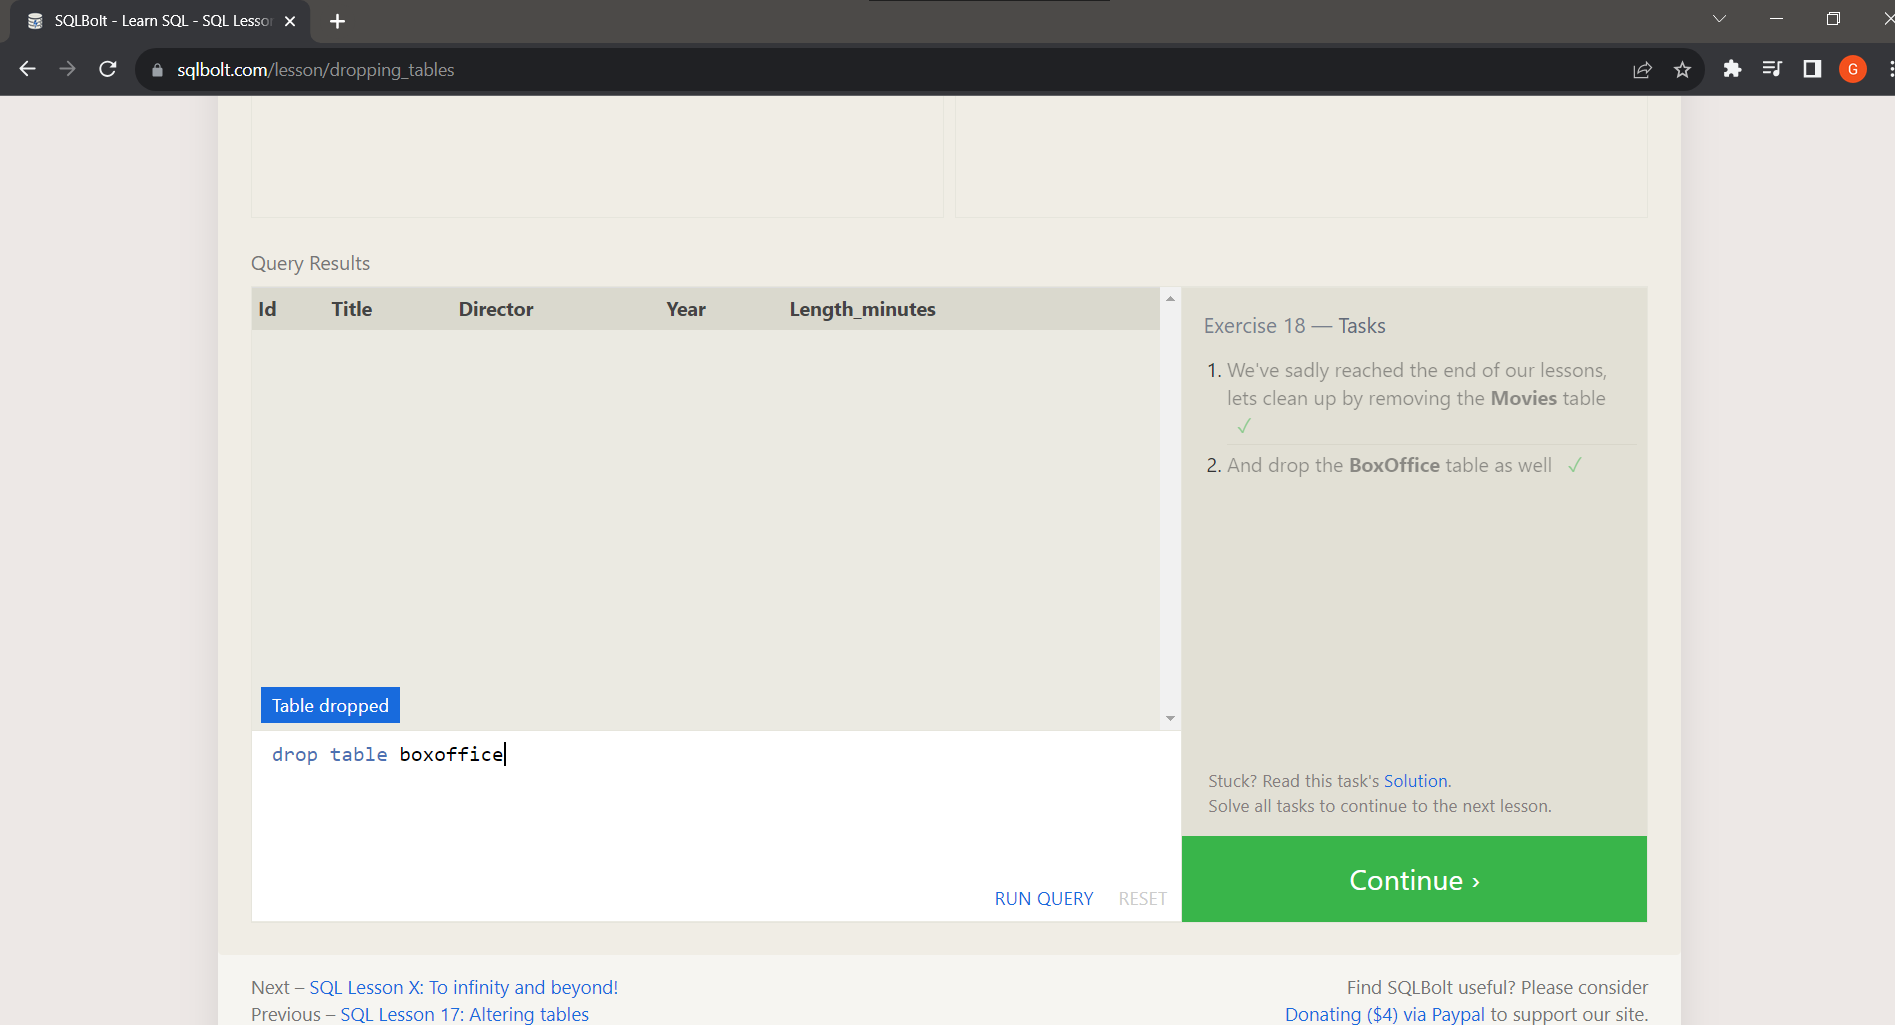 SQLBolt - Learn SQL - SQL Lesson
sqlbolt.com/lesson/dropping_tables
G
Query Results
Id Title Director Year Length_minutes
Exercise 18 — Tasks
1. We've sadly reached the end of our lessons,
lets clean up by removing the Movies table
✓
2. And drop the BoxOffice table as well ✓
Table dropped
drop table boxoffice
Stuck? Read this task's Solution.
Solve all tasks to continue to the next lesson.
RUN QUERY RESET
Continue ›
Next – SQL Lesson X: To infinity and beyond!
Previous – SQL Lesson 17: Altering tables
Find SQLBolt useful? Please consider
Donating ($4) via Paypal to support our site.